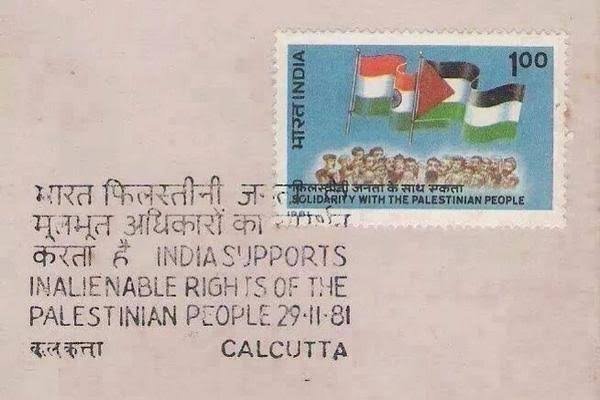 भारत INDIA
1.00
फिलिस्तीनी जनता के साथ एकता
SOLIDARITY WITH THE PALESTINIAN PEOPLE
1981
भारत फिलस्तीनी
मूलभूत अधिकारों का
करता है INDIA SUPPORTS
INALIENABLE RIGHTS OF THE
PALESTINIAN PEOPLE 29·11·81
कलकत्ता CALCUTTA